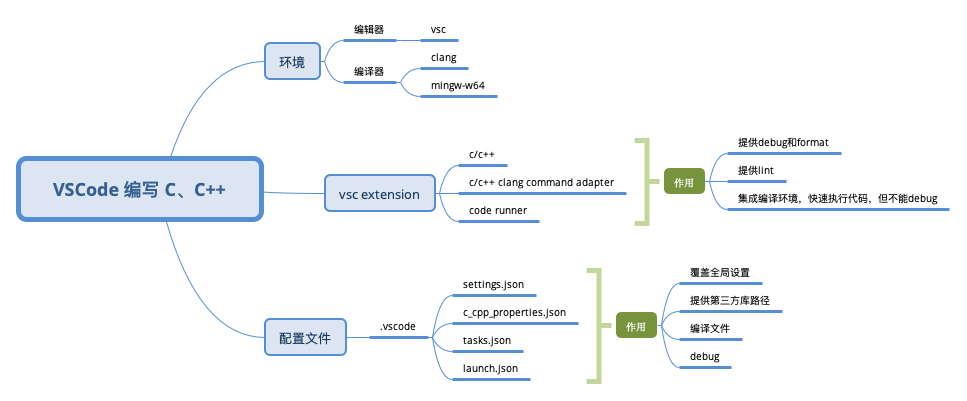 VSCode 编写 C、C++
环境
编辑器
vsc
编译器
clang
mingw-w64
vsc extension
c/c++
c/c++ clang command adapter
code runner
作用
提供debug和format
提供lint
集成编译环境，快速执行代码，但不能debug
配置文件
.vscode
settings.json
c_cpp_properties.json
tasks.json
launch.json
作用
覆盖全局设置
提供第三方库路径
编译文件
debug